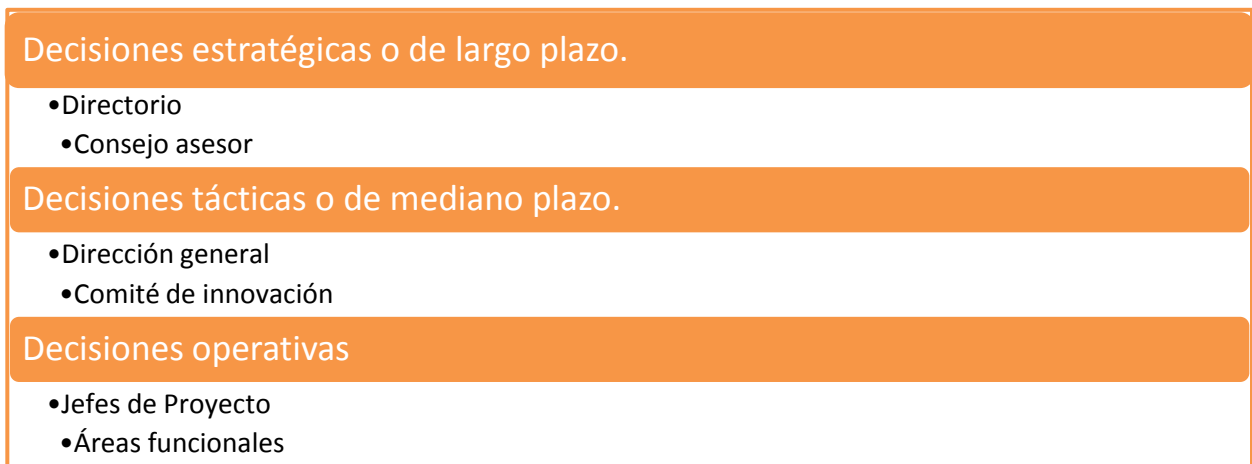 Decisiones estratégicas o de largo plazo.
•Directorio
•Consejo asesor
Decisiones tácticas o de mediano plazo.
•Dirección general
•Comité de innovación
Decisiones operativas
•Jefes de Proyecto
•Áreas funcionales